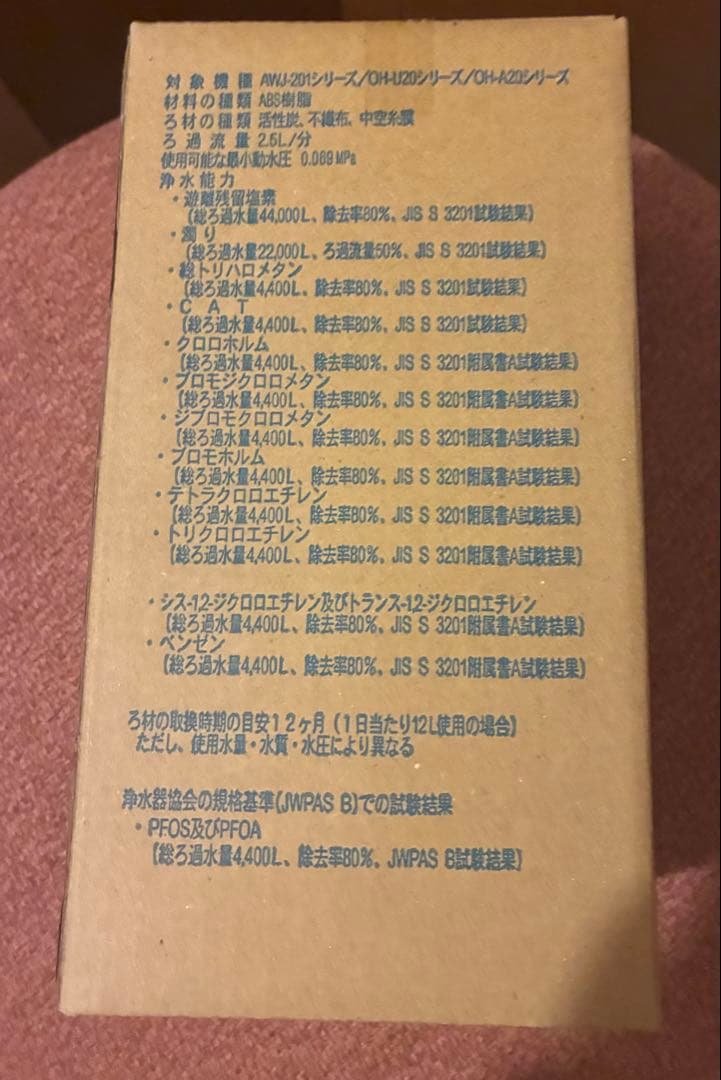 対象機種 AWJ-201シリーズ/OH-U20シリーズ/OH-A20シリーズ
材料の種類 ABS樹脂
ろ材の種類 活性炭、不織布、中空糸膜
ろ過流量 2.5L/分
使用可能な最小動水圧 0.069MPa
浄水能力
・遊離残留塩素
(総ろ過水量44,000L、除去率80%、JIS S 3201試験結果)
・濁り
(総ろ過水量22,000L、ろ過流量50%、JIS S 3201試験結果)
・総トリハロメタン
(総ろ過水量4,400L、除去率80%、JIS S 3201試験結果)
・CAT
(総ろ過水量4,400L、除去率80%、JIS S 3201試験結果)
・クロロホルム
(総ろ過水量4,400L、除去率80%、JIS S 3201附属書A試験結果)
・ブロモジクロロメタン
(総ろ過水量4,400L、除去率80%、JIS S 3201附属書A試験結果)
・ジブロモクロロメタン
(総ろ過水量4,400L、除去率80%、JIS S 3201附属書A試験結果)
・ブロモホルム
(総ろ過水量4,400L、除去率80%、JIS S 3201附属書A試験結果)
・テトラクロロエチレン
(総ろ過水量4,400L、除去率80%、JIS S 3201附属書A試験結果)
・トリクロロエチレン
(総ろ過水量4,400L、除去率80%、JIS S 3201附属書A試験結果)
・シス-1,2-ジクロロエチレン及びトランス-1,2-ジクロロエチレン
(総ろ過水量4,400L、除去率80%、JIS S 3201附属書A試験結果)
・ベンゼン
(総ろ過水量4,400L、除去率80%、JIS S 3201附属書A試験結果)
ろ材の取換時期の目安12ヶ月(1日当たり12L使用の場合)
ただし、使用水量・水質・水圧により異なる
浄水器協会の規格基準(JWPAS B)での試験結果
・PFOS及びPFOA
(総ろ過水量4,400L、除去率80%、JWPAS B試験結果)